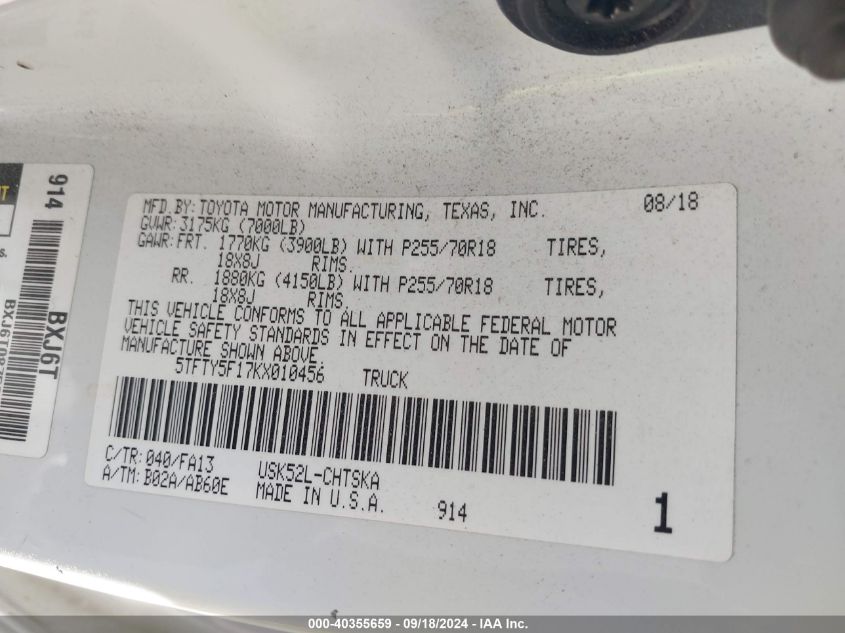 MFD.BY:TOYOTA MOTOR MANUFACTURING, TEXAS, INC. 08/18
GVWR:3175KG (7000LB)
GAWR:FRT. 1770KG (3900LB) WITH P255/70R18 TIRES,
18X8J RIMS.
RR. 1880KG (4150LB) WITH P255/70R18 TIRES,
18X8J RIMS.
THIS VEHICLE CONFORMS TO ALL APPLICABLE FEDERAL MOTOR
VEHICLE SAFETY STANDARDS IN EFFECT ON THE DATE OF
MANUFACTURE SHOWN ABOVE.
5TFTY5F17KX010456 TRUCK
C/TR:040/FA13 USK52L-CHTSKA
A/TM:B02A/AB60E MADE IN U.S.A. 914 1
914
BXJ6T
000-40355659 - 09/18/2024 - IAA Inc.